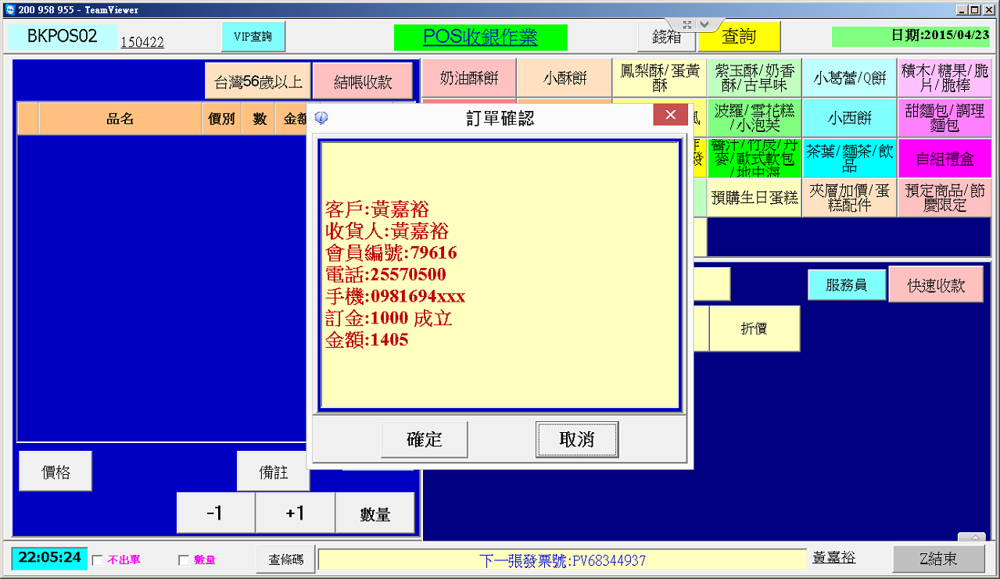 200 958 955 - TeamViewer
BKPOS02
150422
VIP查詢
POS收銀作業
錢箱
查詢
日期:2015/04/23
台灣56歲以上
結帳收款
奶油酥餅
小酥餅
鳳梨酥/蛋黃
酥
紫玉酥/奶香
酥/古早味
小葛蕾/Q餅
積木/糖果/脆
片/脆棒
品名
價別
數
金額
訂單確認
波羅/雪花糕
/小泡芙
小西餅
甜麵包/調理
麵包
醬汁/竹炭/丹
麥/歐式軟包
/地中海
茶葉/麵茶/飲
品
自組禮盒
預購生日蛋糕
夾層加價/蛋
糕配件
預定商品/節
慶限定
客戶:黃嘉裕
收貨人:黃嘉裕
會員編號:79616
電話:25570500
手機:0981694xxx
訂金:1000 成立
金額:1405
服務員
快速收款
折價
確定
取消
價格
備註
-1
+1
數量
22:05:24
不出單
數量
查條碼
下一張發票號:PV68344937
黃嘉裕
Z結束